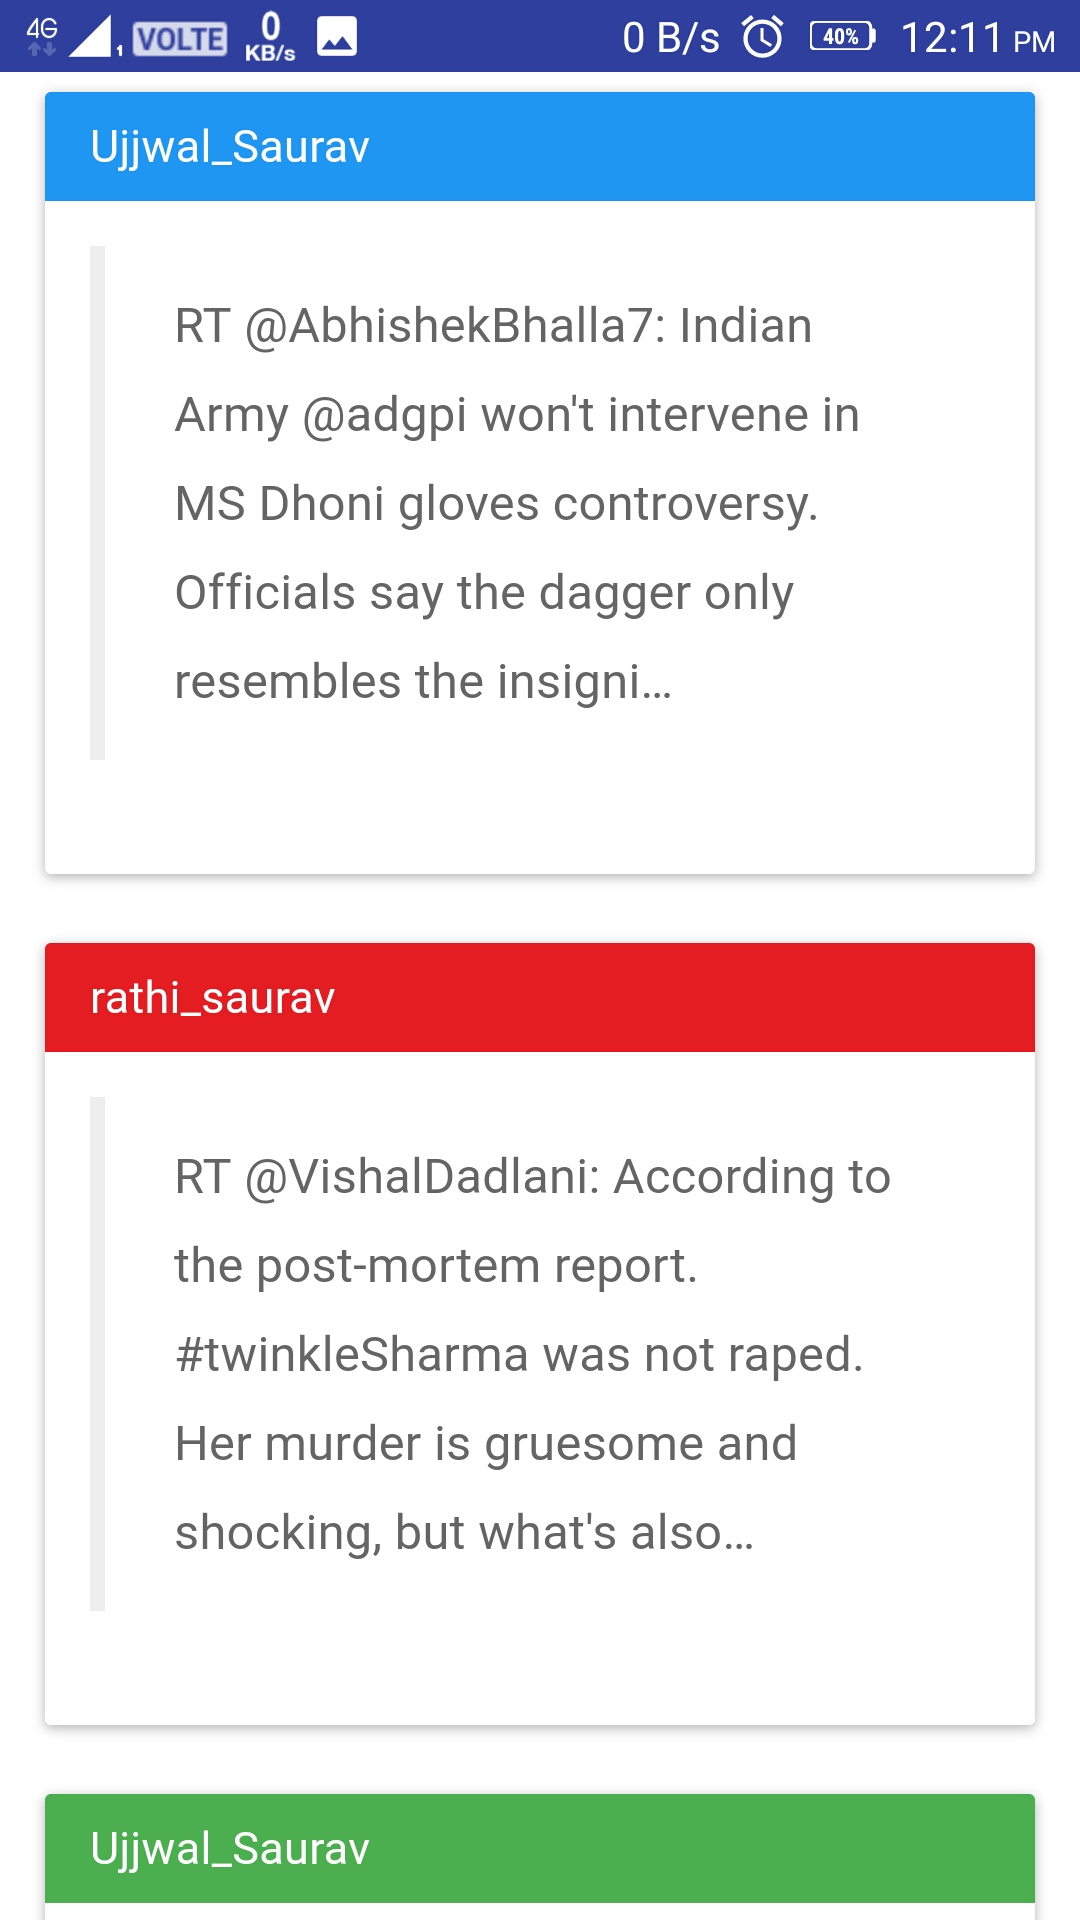 4G 1 VOLTE 0 KB/s 0 B/s 40% 12:11 PM
Ujjwal_Saurav
RT @AbhishekBhalla7: Indian
Army @adgpi won't intervene in
MS Dhoni gloves controversy.
Officials say the dagger only
resembles the insigni…
rathi_saurav
RT @VishalDadlani: According to
the post-mortem report.
#twinkleSharma was not raped.
Her murder is gruesome and
shocking, but what's also…
Ujjwal_Saurav